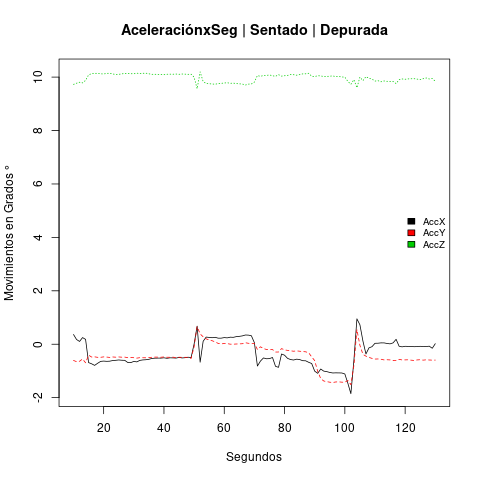 AceleraciónxSeg | Sentado | Depurada
Movimientos en Grados °
10
8
6
4
2
0
-2
AccX
AccY
AccZ
20
40
60
80
100
120
Segundos